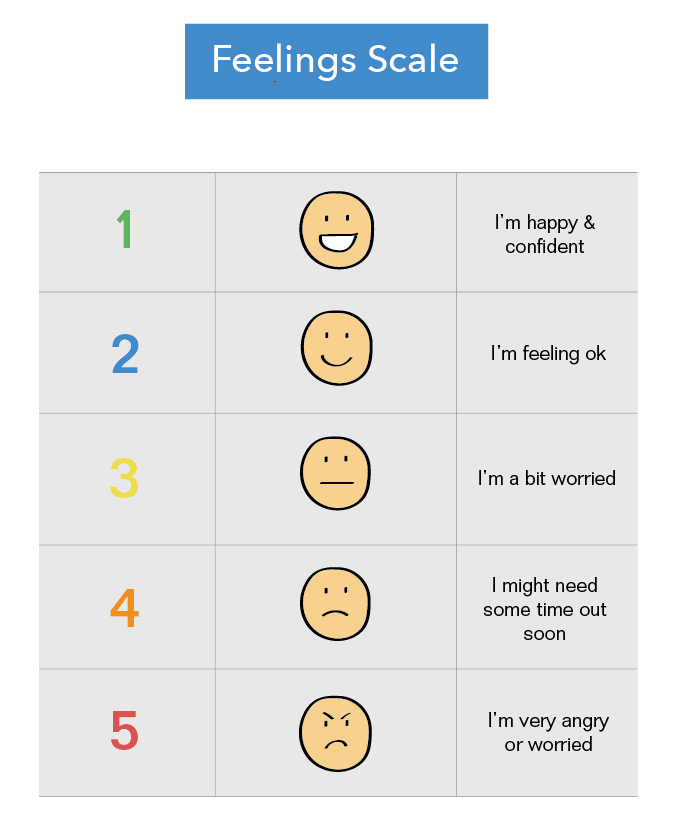 Feelings Scale
1
I'm happy &
confident
2
I'm feeling ok
3
I'm a bit worried
4
I might need
some time out
soon
5
I'm very angry
or worried